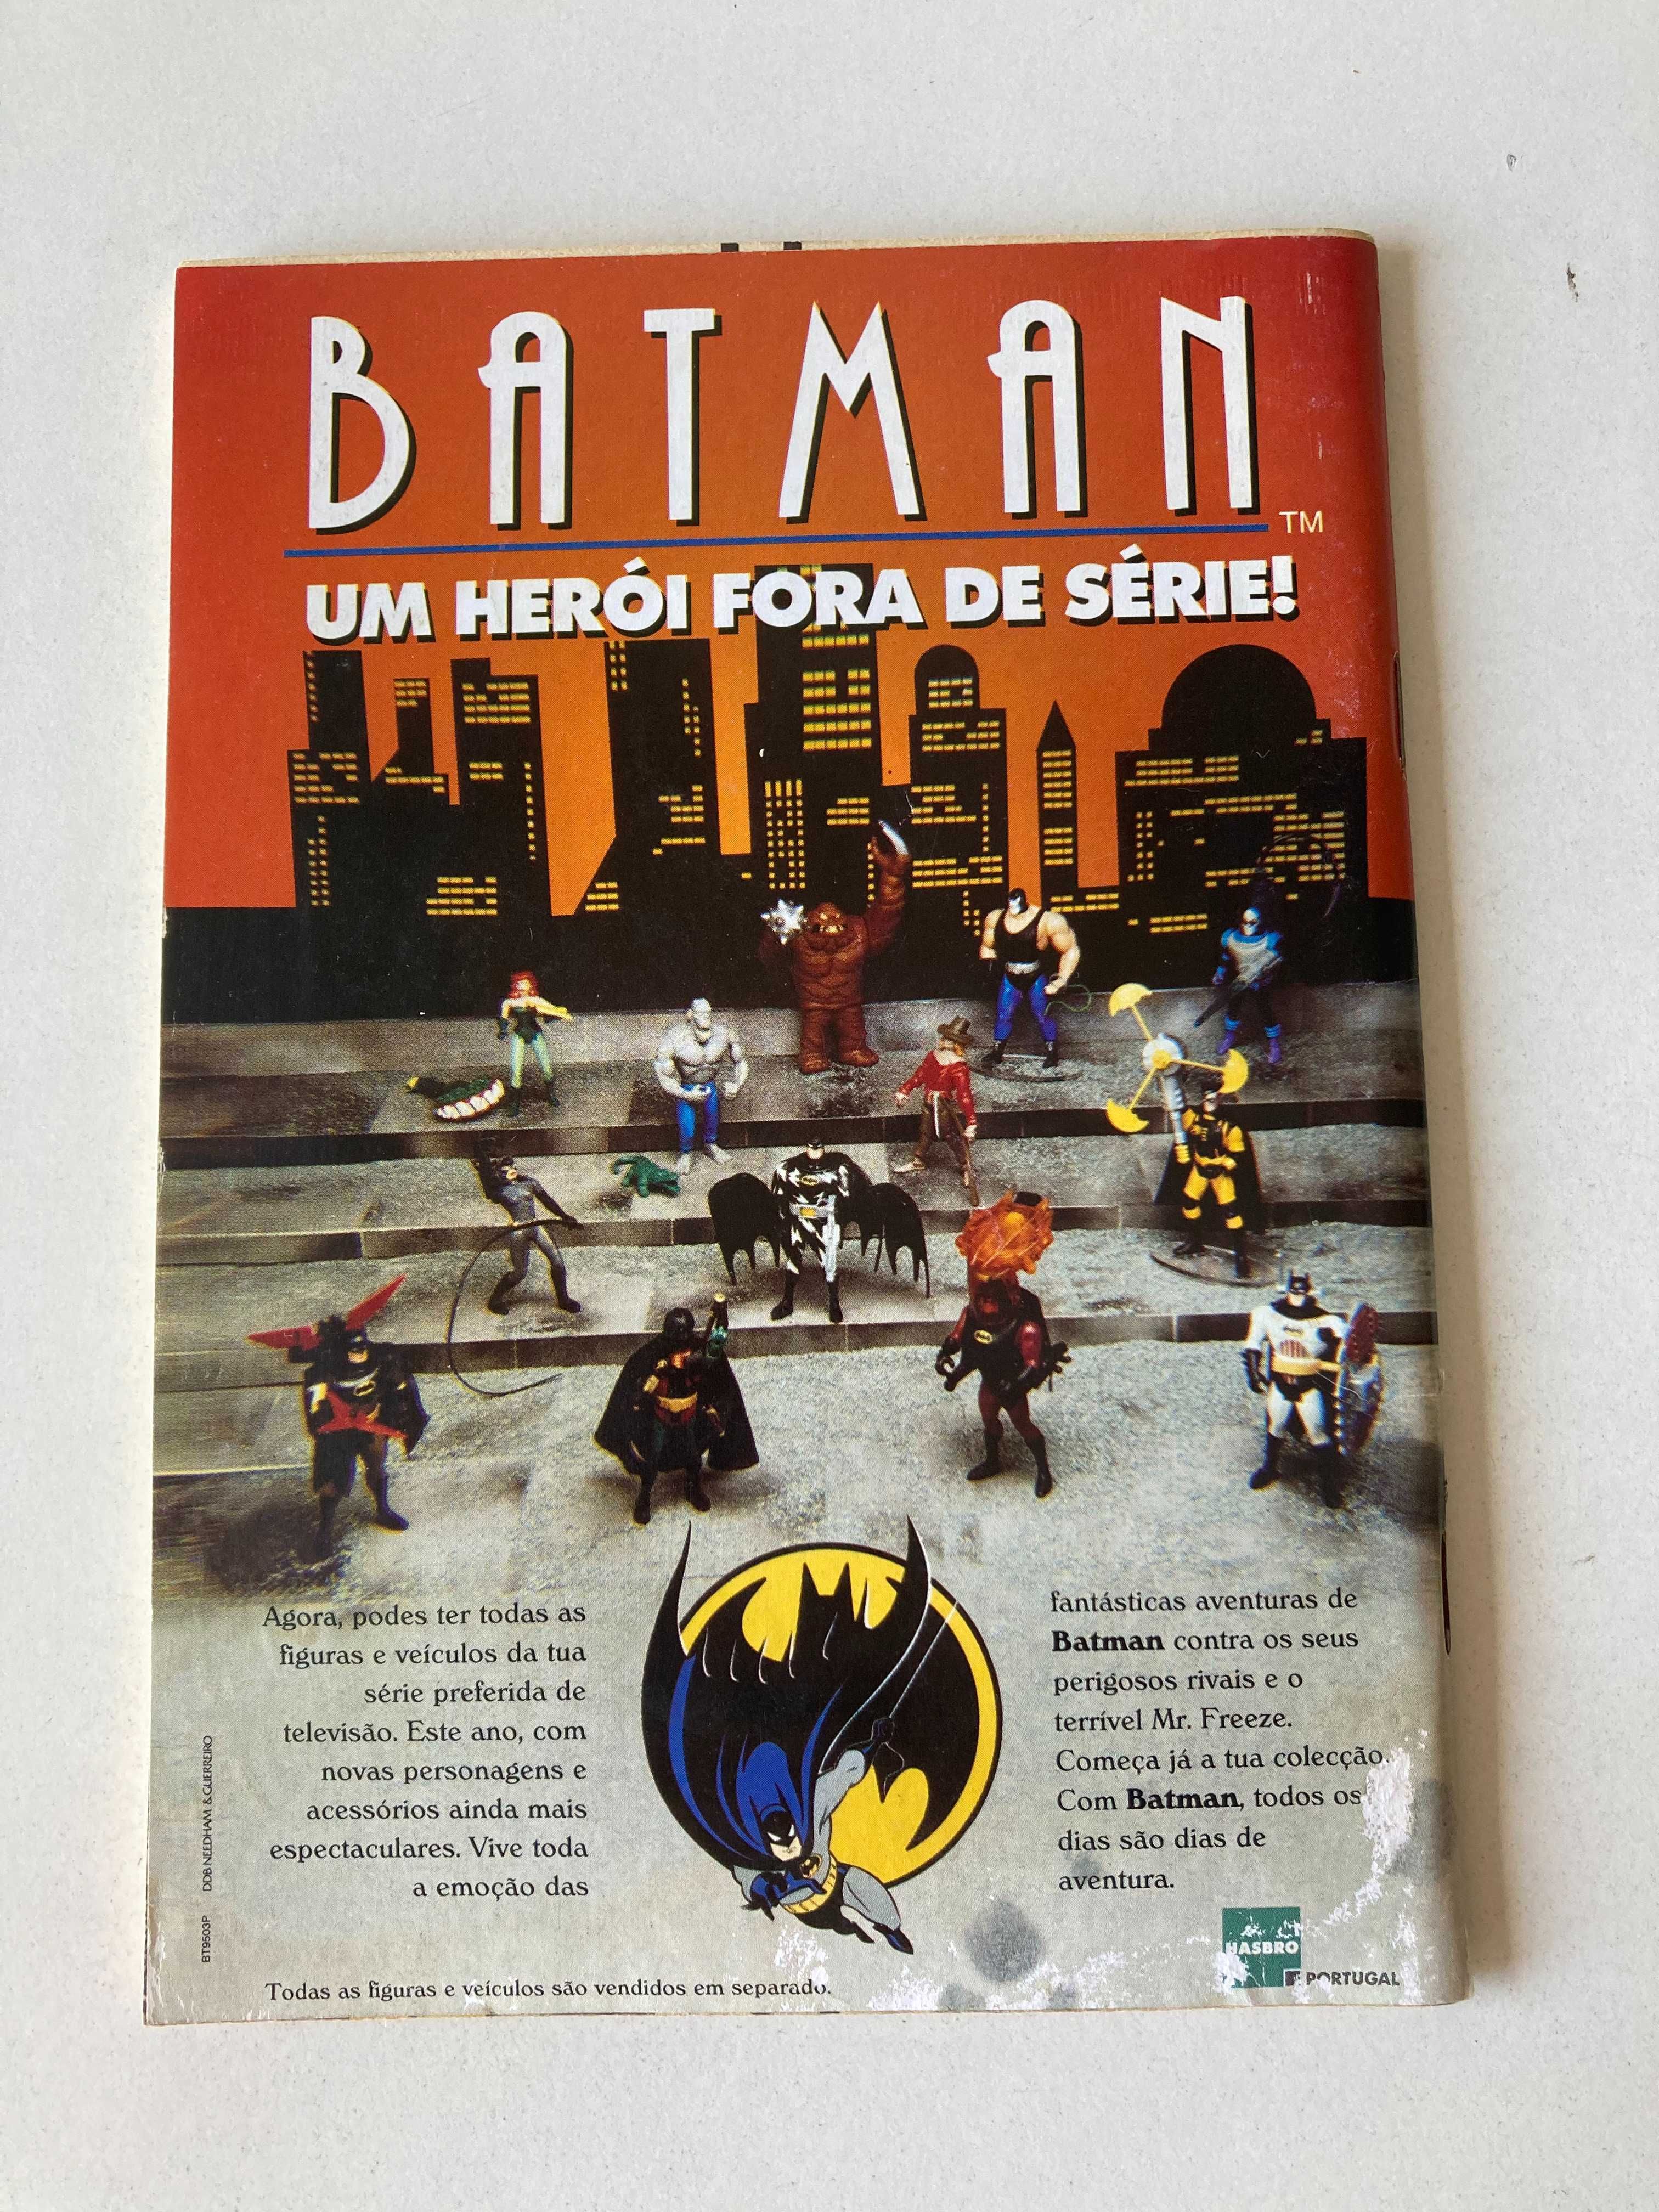 BATMAN
TM
UM HERÓI FORA DE SÉRIE!
Agora, podes ter todas as
figuras e veículos da tua
série preferida de
televisão. Este ano, com
novas personagens e
acessórios ainda mais
espectaculares. Vive toda
a emoção das
fantásticas aventuras de
Batman contra os seus
perigosos rivais e o
terrível Mr. Freeze.
Começa já a tua colecção.
Com Batman, todos os
dias são dias de
aventura.
BT9503P DDB NEEDHAM & GUERREIRO
HASBRO
PORTUGAL
Todas as figuras e veículos são vendidos em separado.